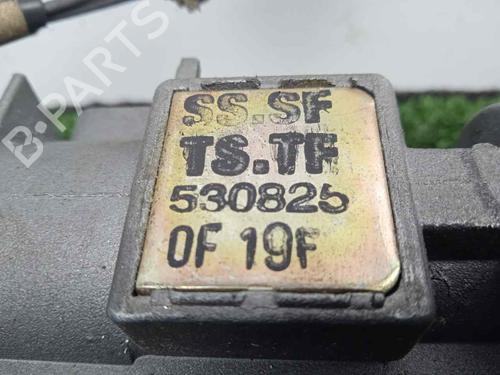 B-PARTS
SS.SF
TS.TF
530825
0F 19F